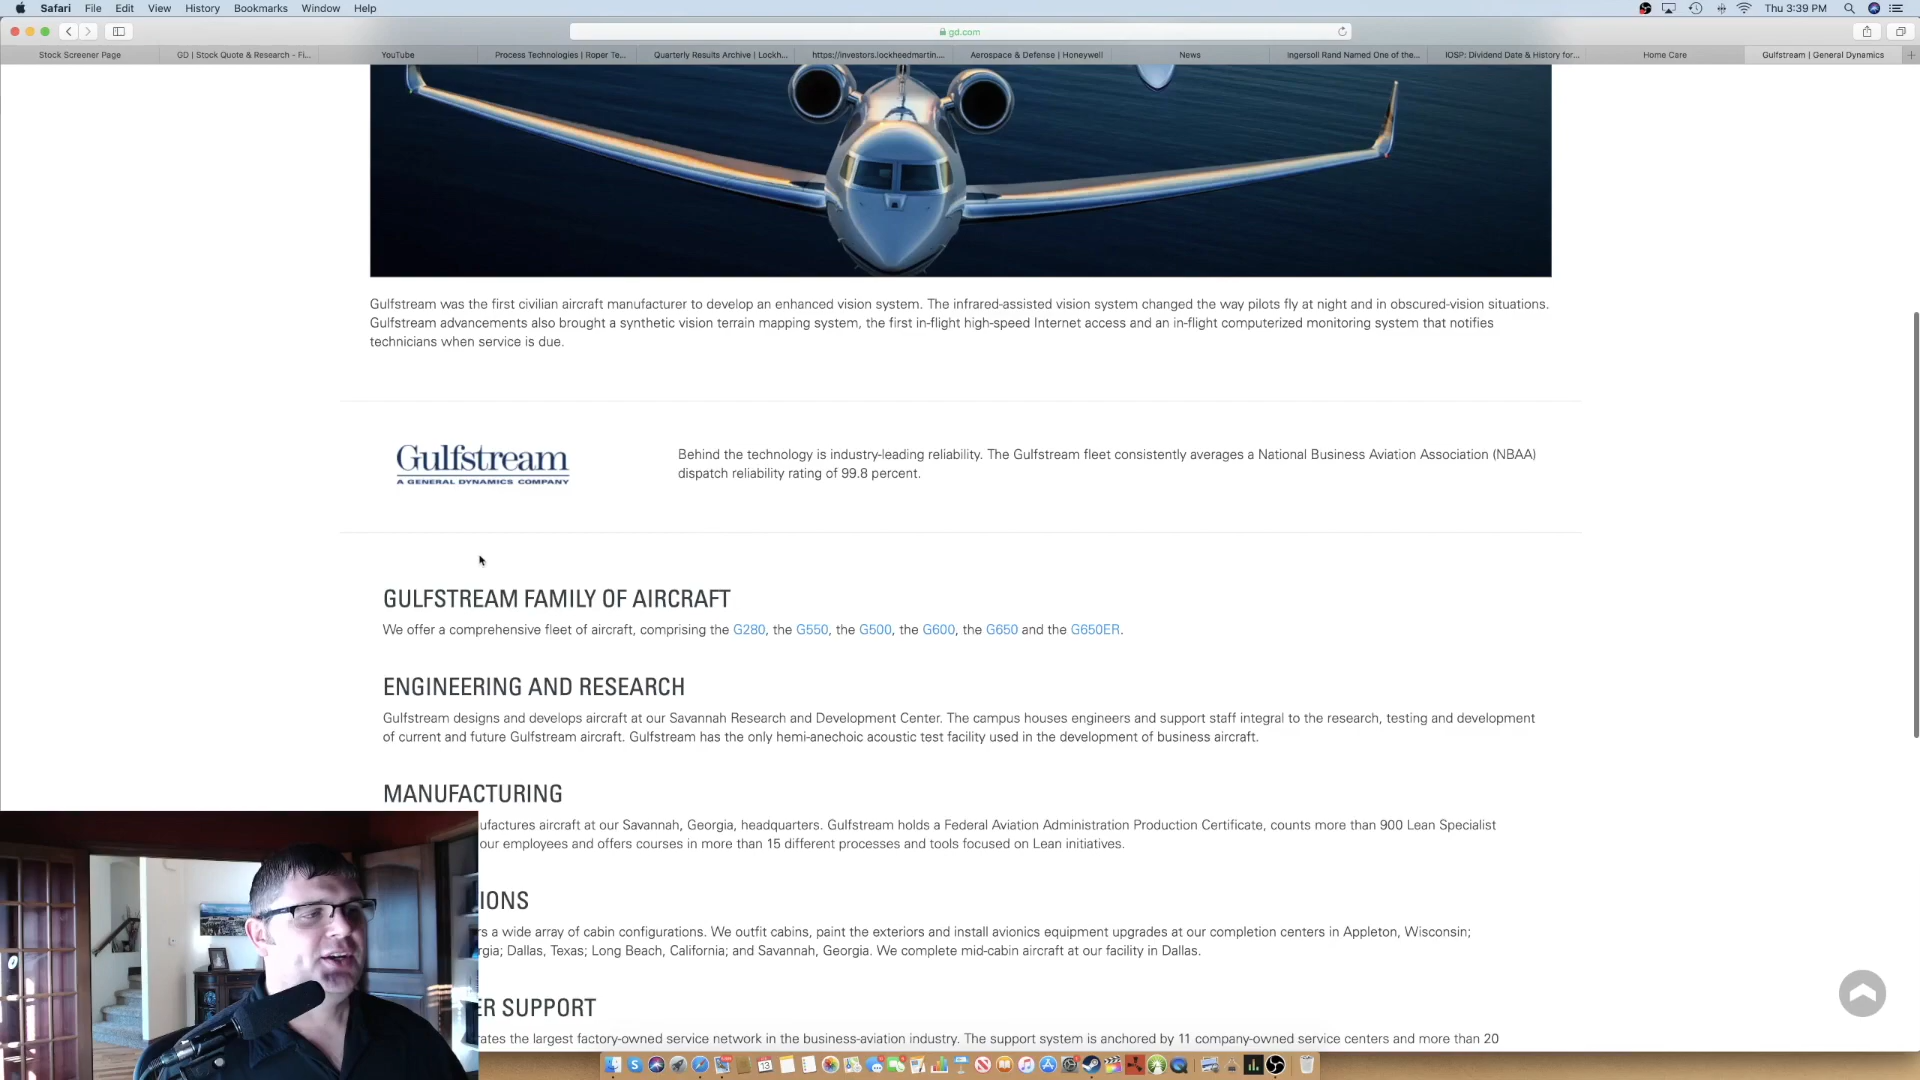 Safari File Edit View History Bookmarks Window Help Thu 3:39 PM
gd.com
Stock Screener Page GD | Stock Quote & Research - Fi... YouTube Process Technologies | Roper Te... Quarterly Results Archive | Lockh... https://investors.lockheedmartin.... Aerospace & Defense | Honeywell News Ingersoll Rand Named One of the... IOSP: Dividend Date & History for... Home Care Gulfstream | General Dynamics
Gulfstream was the first civilian aircraft manufacturer to develop an enhanced vision system. The infrared-assisted vision system changed the way pilots fly at night and in obscured-vision situations.
Gulfstream advancements also brought a synthetic vision terrain mapping system, the first in-flight high-speed Internet access and an in-flight computerized monitoring system that notifies
technicians when service is due.
Gulfstream
A GENERAL DYNAMICS COMPANY
Behind the technology is industry-leading reliability. The Gulfstream fleet consistently averages a National Business Aviation Association (NBAA)
dispatch reliability rating of 99.8 percent.
GULFSTREAM FAMILY OF AIRCRAFT
We offer a comprehensive fleet of aircraft, comprising the G280, the G550, the G500, the G600, the G650 and the G650ER.
ENGINEERING AND RESEARCH
Gulfstream designs and develops aircraft at our Savannah Research and Development Center. The campus houses engineers and support staff integral to the research, testing and development
of current and future Gulfstream aircraft. Gulfstream has the only hemi-anechoic acoustic test facility used in the development of business aircraft.
MANUFACTURING
ufactures aircraft at our Savannah, Georgia, headquarters. Gulfstream holds a Federal Aviation Administration Production Certificate, counts more than 900 Lean Specialist
our employees and offers courses in more than 15 different processes and tools focused on Lean initiatives.
IONS
rs a wide array of cabin configurations. We outfit cabins, paint the exteriors and install avionics equipment upgrades at our completion centers in Appleton, Wisconsin;
rgia; Dallas, Texas; Long Beach, California; and Savannah, Georgia. We complete mid-cabin aircraft at our facility in Dallas.
ER SUPPORT
rates the largest factory-owned service network in the business-aviation industry. The support system is anchored by 11 company-owned service centers and more than 20